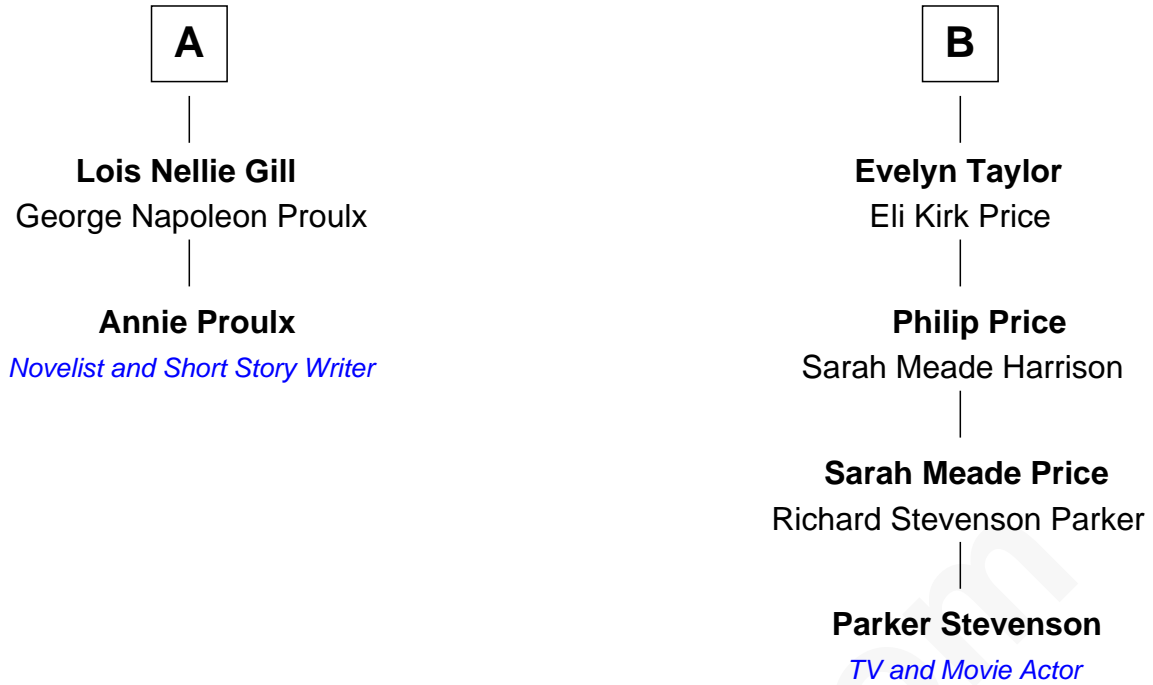 A
Lois Nellie Gill
George Napoleon Proulx
Annie Proulx
Novelist and Short Story Writer
B
Evelyn Taylor
Eli Kirk Price
Philip Price
Sarah Meade Harrison
Sarah Meade Price
Richard Stevenson Parker
Parker Stevenson
TV and Movie Actor